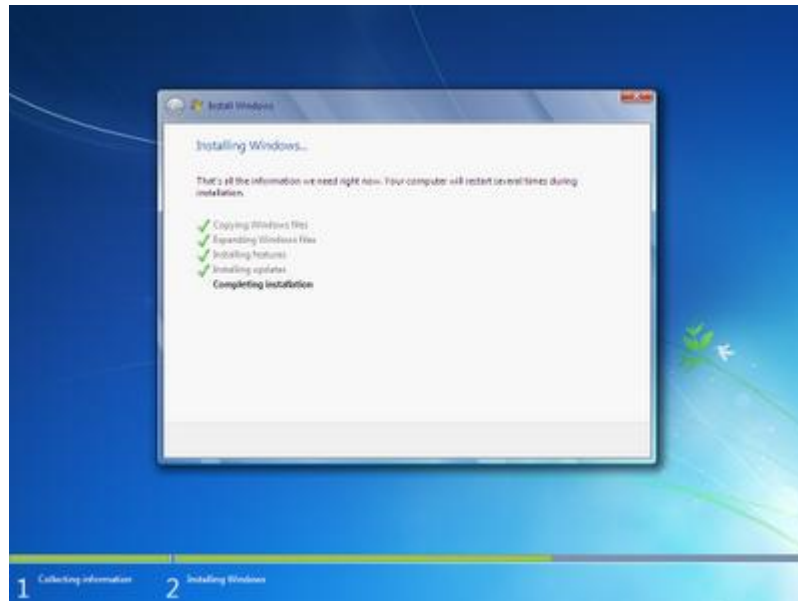 Install Windows
Installing Windows...
That's all the information we need right now. Your computer will restart several times during
installation.
Copying Windows files
Expanding Windows files
Installing features
Installing updates
Completing installation
1 Collecting information
2 Installing Windows